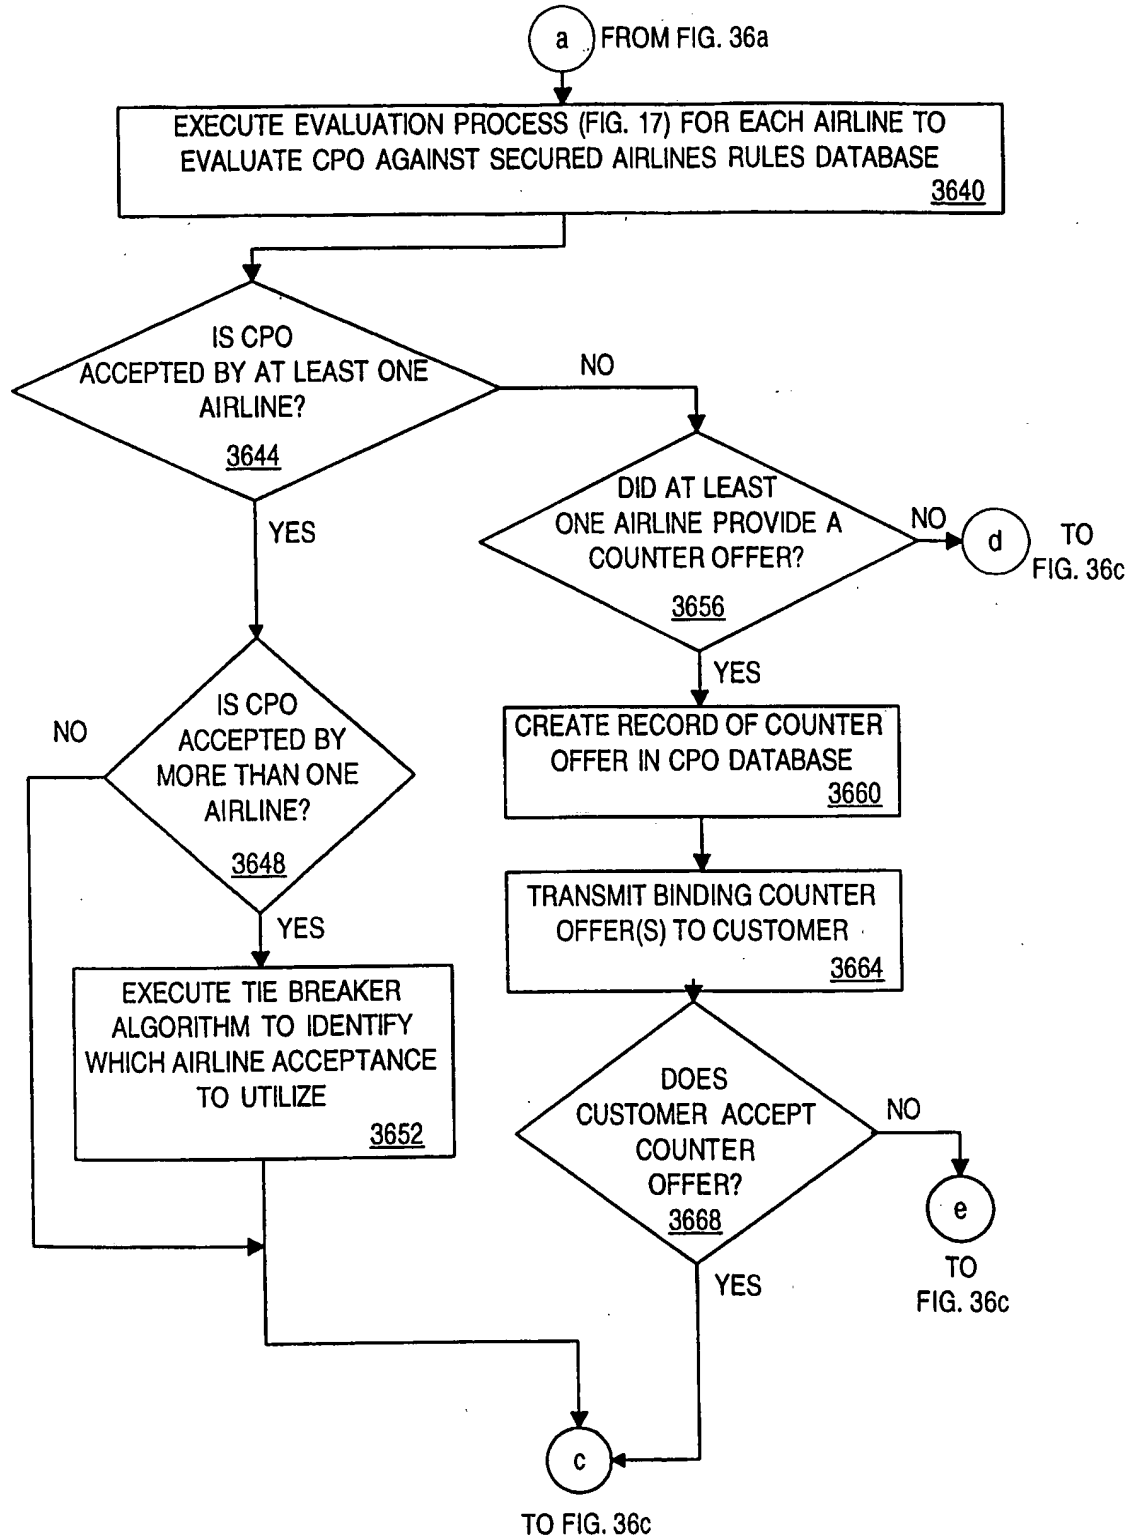 a FROM FIG. 36a
EXECUTE EVALUATION PROCESS (FIG. 17) FOR EACH AIRLINE TO
EVALUATE CPO AGAINST SECURED AIRLINES RULES DATABASE
3640
IS CPO
ACCEPTED BY AT LEAST ONE
AIRLINE?
3644
NO
YES
DID AT LEAST
ONE AIRLINE PROVIDE A
COUNTER OFFER?
3656
NO
d
TO
FIG. 36c
YES
IS CPO
ACCEPTED BY
MORE THAN ONE
AIRLINE?
3648
NO
YES
CREATE RECORD OF COUNTER
OFFER IN CPO DATABASE
3660
TRANSMIT BINDING COUNTER
OFFER(S) TO CUSTOMER
3664
EXECUTE TIE BREAKER
ALGORITHM TO IDENTIFY
WHICH AIRLINE ACCEPTANCE
TO UTILIZE
3652
DOES
CUSTOMER ACCEPT
COUNTER
OFFER?
3668
NO
e
TO
FIG. 36c
YES
c
TO FIG. 36c